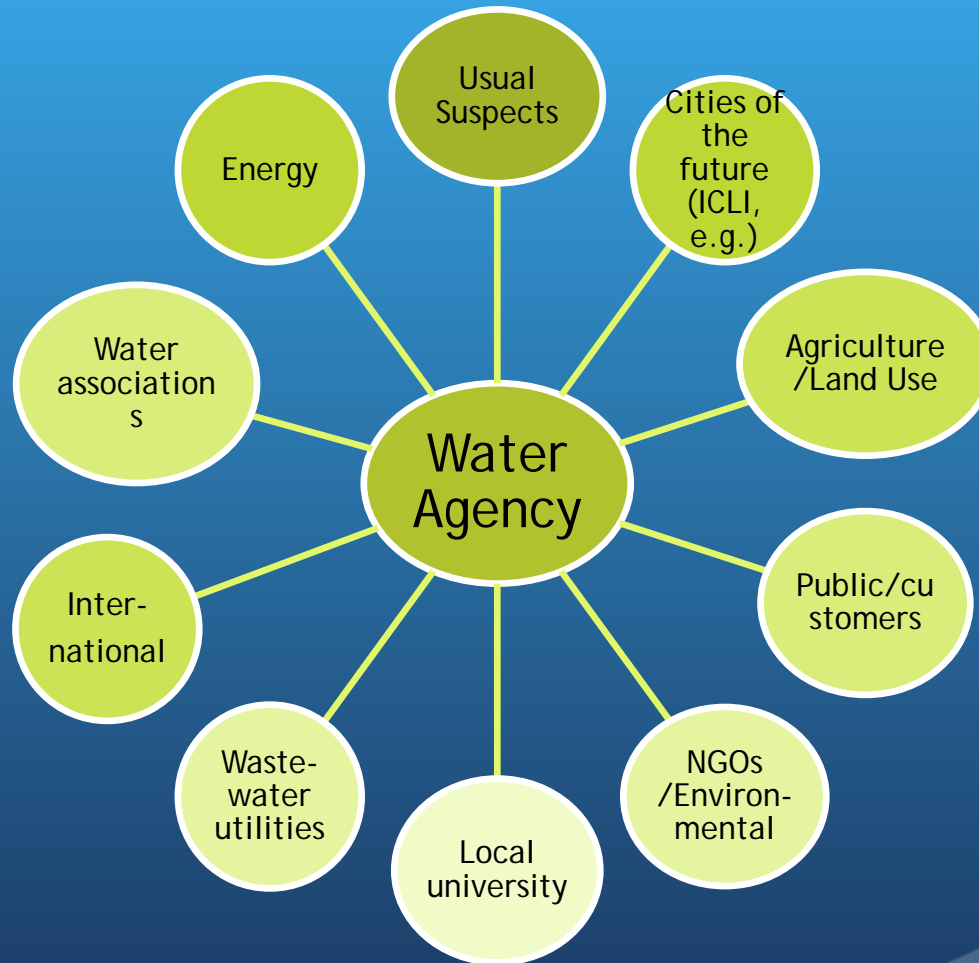 Usual
Suspects
Cities of
the
future
(ICLI,
e.g.)
Energy
Agriculture
/Land Use
Water
association
s
Water
Agency
Public/cu
stomers
Inter-
national
Waste-
water
utilities
NGOs
/Environ-
mental
Local
university